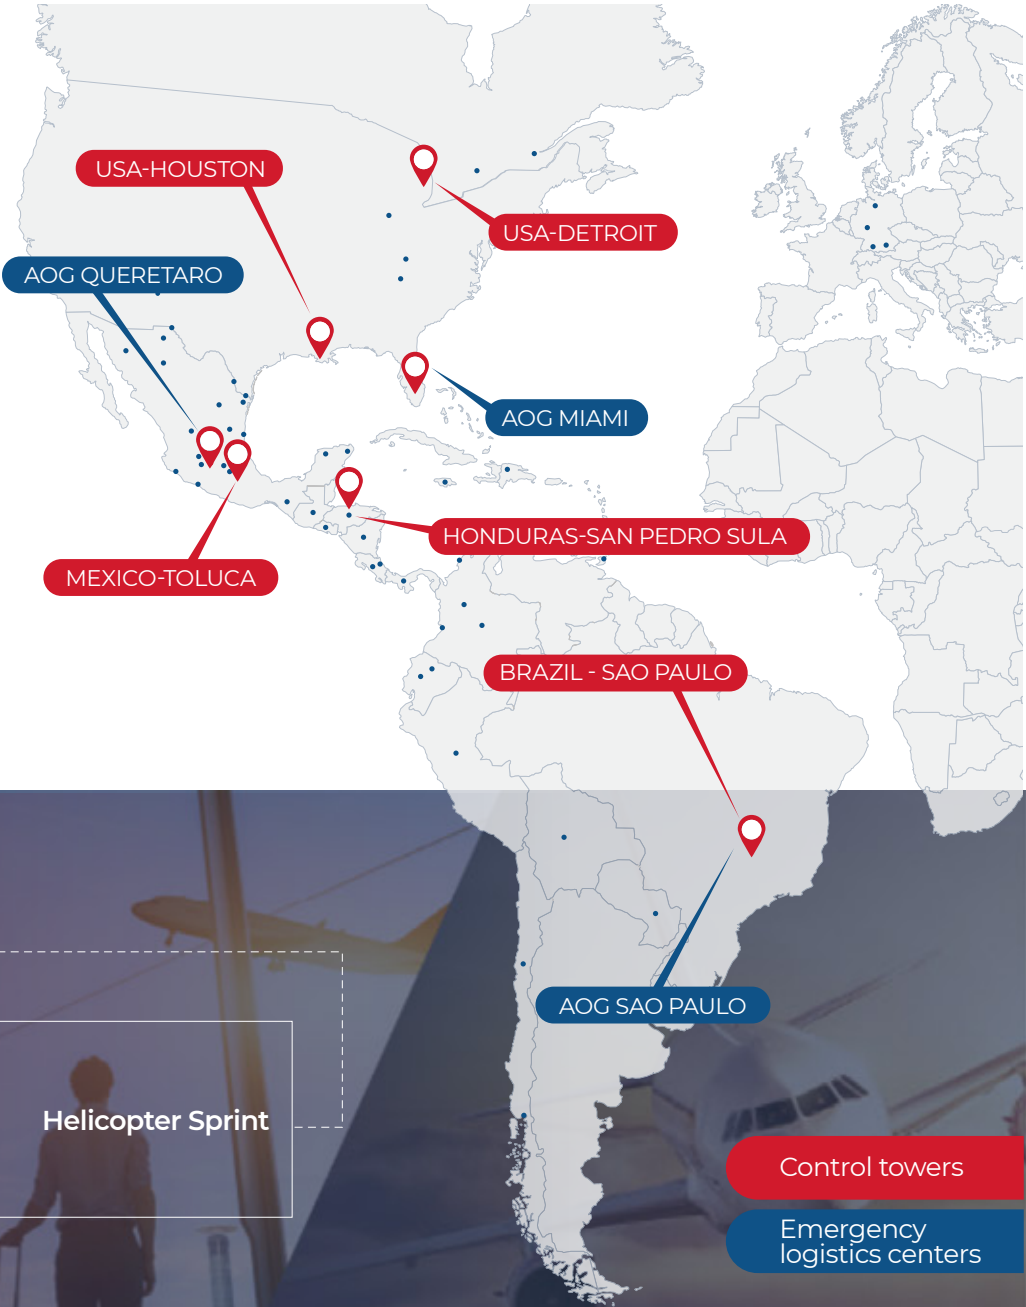 USA-HOUSTON
USA-DETROIT
AOG QUERETARO
AOG MIAMI
HONDURAS-SAN PEDRO SULA
MEXICO-TOLUCA
BRAZIL - SAO PAULO
AOG SAO PAULO
Helicopter Sprint
Control towers
Emergency
logistics centers